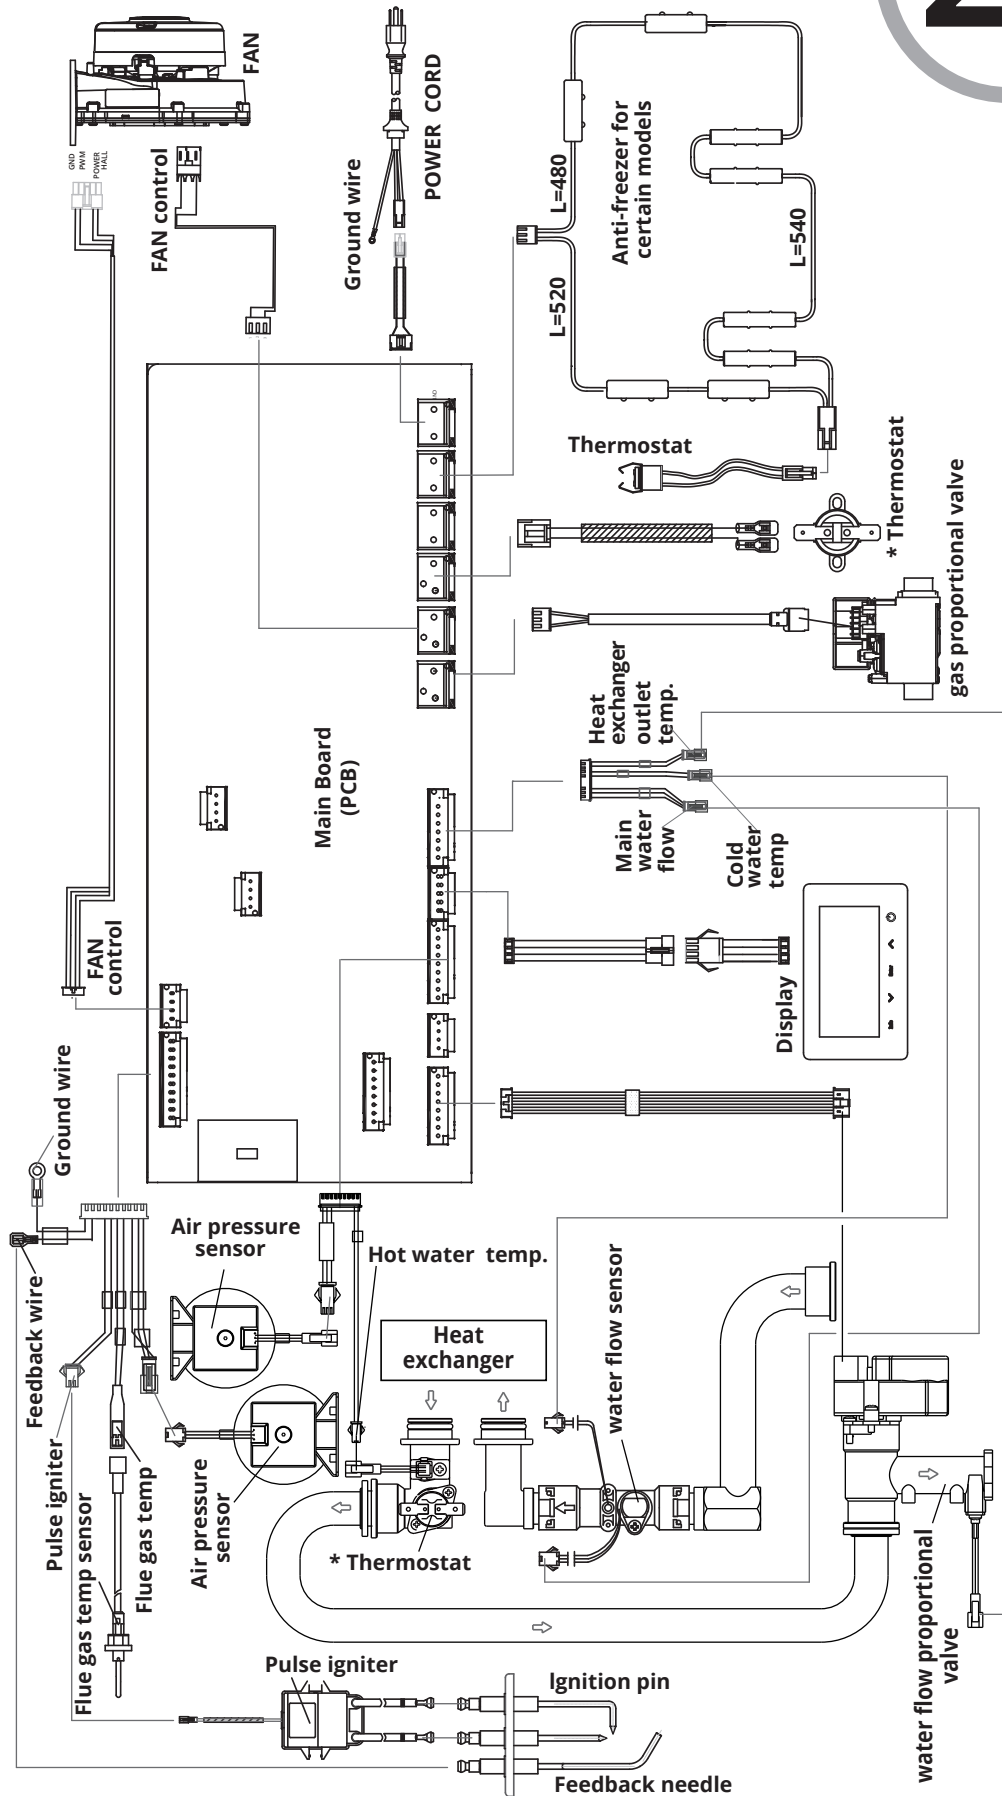 FAN
GND
PWM
POWER
HALL
FAN control
POWER CORD
Ground wire
L=480
L=520
L=540
Anti-freezer for
certain models
Thermostat
* Thermostat
gas proportional valve
Main Board
(PCB)
Heat
exchanger
outlet
temp.
Main
water
flow
Cold
water
temp
FAN
control
Display
Ground wire
Feedback wire
Air pressure
sensor
Hot water temp.
Heat
exchanger
water flow sensor
Pulse igniter
Flue gas temp sensor
Flue gas temp
Air pressure
sensor
* Thermostat
water flow proportional
valve
Pulse igniter
Ignition pin
Feedback needle